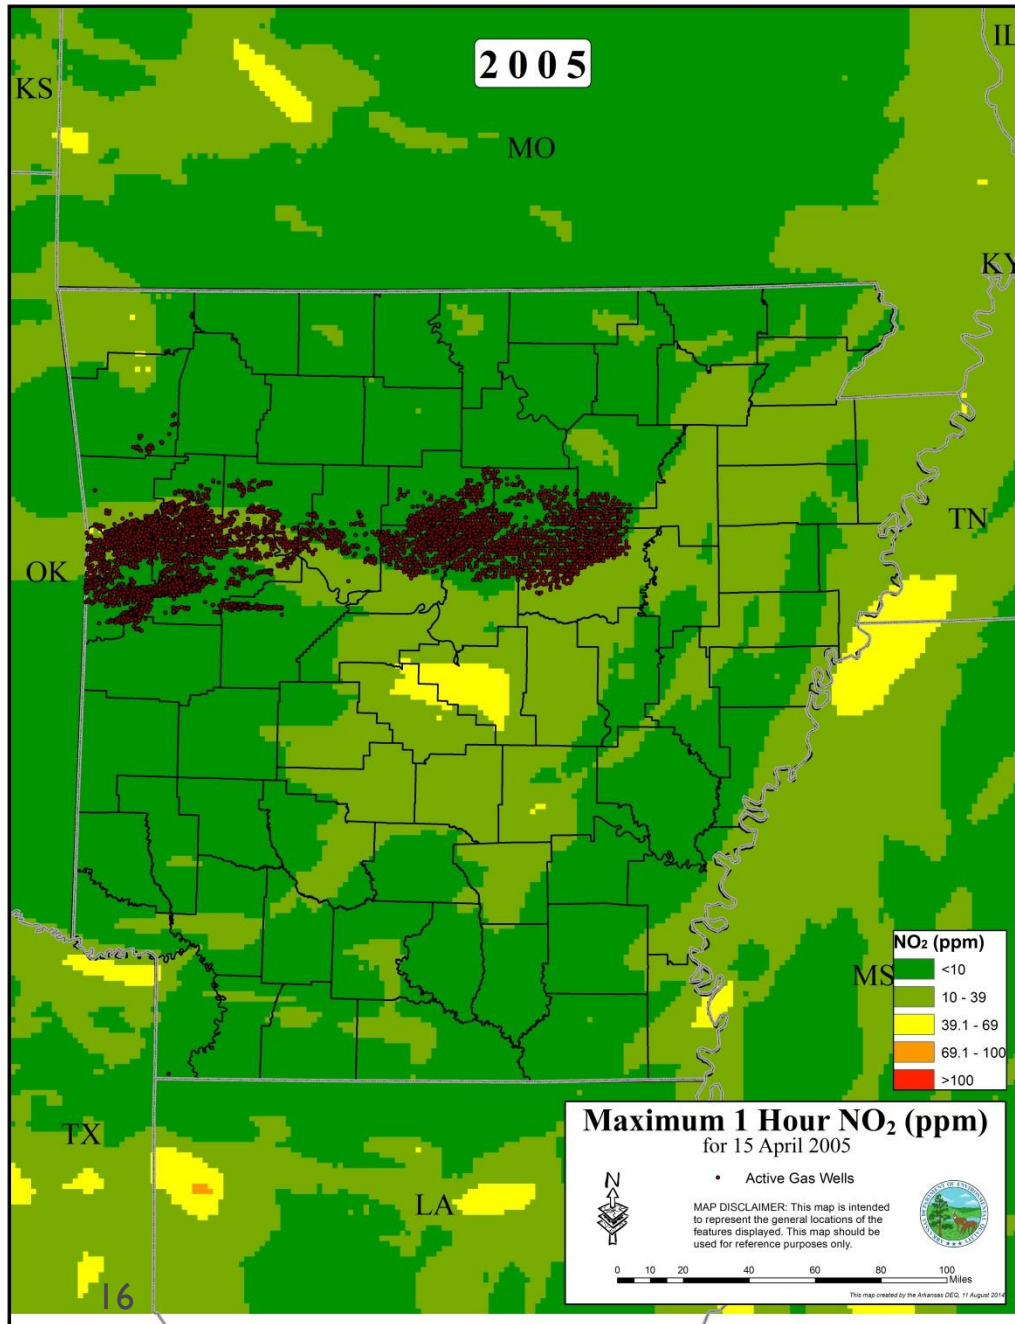 2005
IL
KS
MO
KY
TN
OK
MS
NO₂ (ppm)
<10
10 - 39
39.1 - 69
69.1 - 100
>100
TX
LA
Maximum 1 Hour NO₂ (ppm)
for 15 April 2005
N
Active Gas Wells
MAP DISCLAIMER: This map is intended
to represent the general locations of the
features displayed. This map should be
used for reference purposes only.
0 10 20 40 60 80 100
Miles
This map created by the Arkansas DEQ, 11 August 2014
16